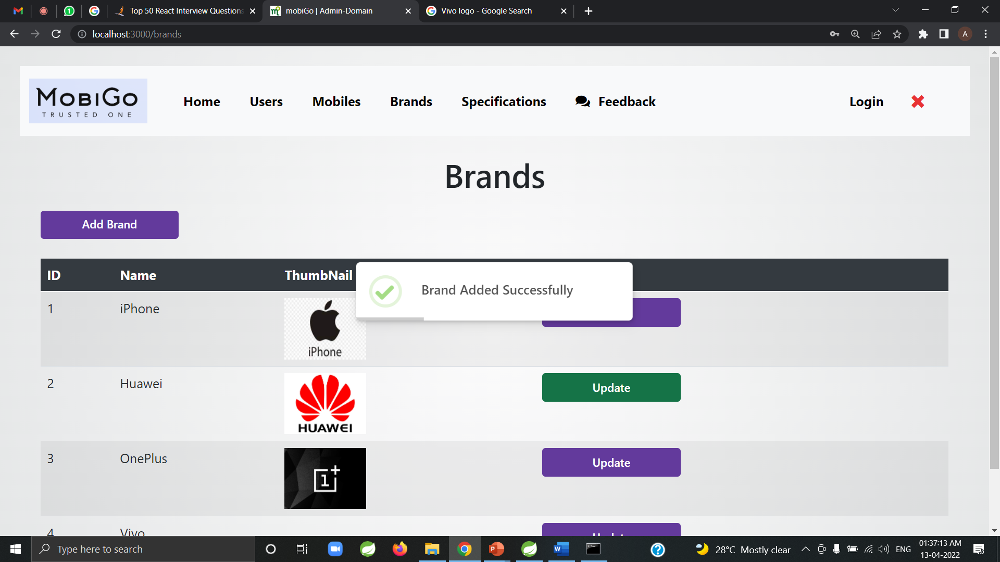 Top 50 React Interview Questions
mobiGo | Admin-Domain
Vivo logo - Google Search
localhost:3000/brands
A
MOBIGO
TRUSTED ONE
Home
Users
Mobiles
Brands
Specifications
Feedback
Login
Brands
Add Brand
ID
Name
ThumbNail
Brand Added Successfully
1
iPhone
iPhone
2
Huawei
HUAWEI
Update
3
OnePlus
1+
Update
4
Vivo
Update
Type here to search
28°C Mostly clear
ENG
01:37:13 AM
13-04-2022